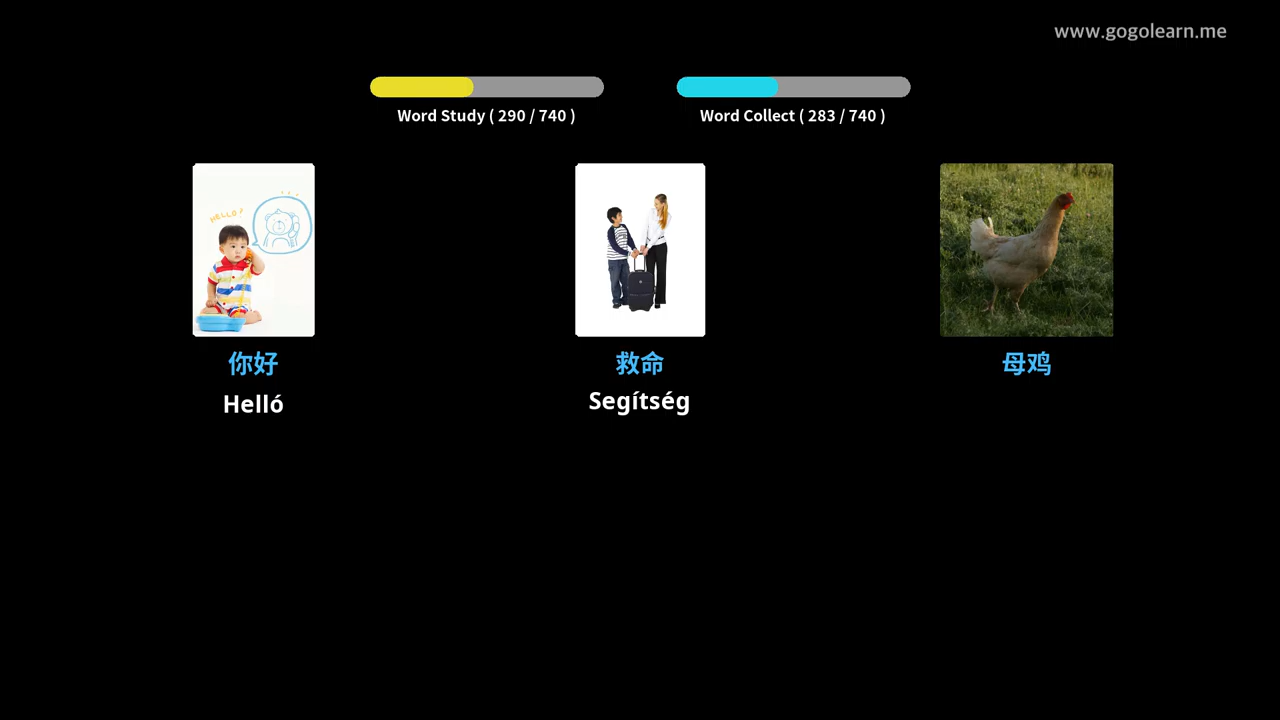 www.gogolearn.me
Word Study ( 290 / 740 )
Word Collect ( 283 / 740 )
HELLO?
你好
救命
母鸡
Helló
Segítség